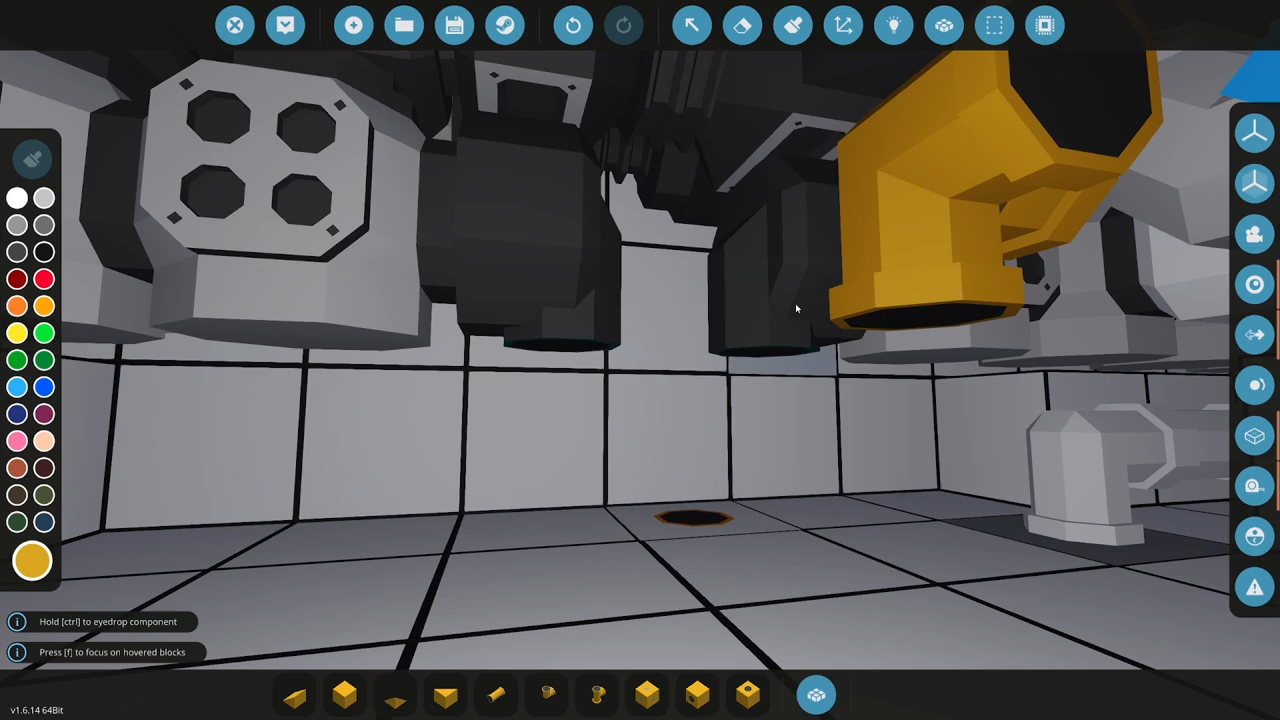 Hold [ctrl] to eyedrop component
Press [f] to focus on hovered blocks
v1.6.14 64Bit